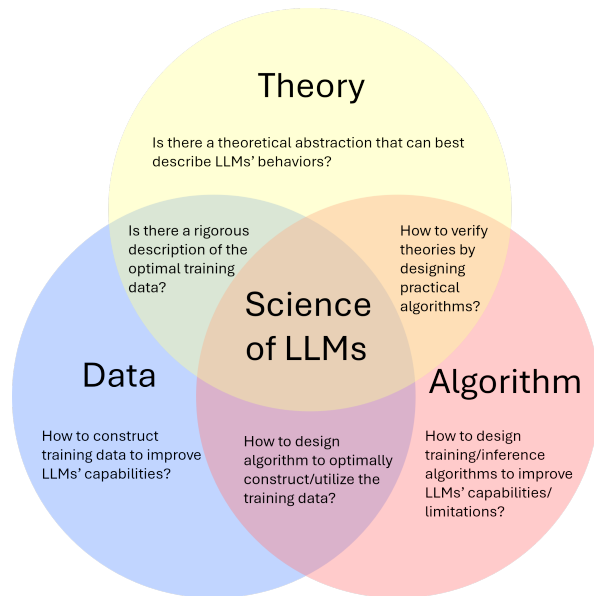 Theory
Is there a theoretical abstraction that can best
describe LLMs' behaviors?
Is there a rigorous
description of the
optimal training
data?
How to verify
theories by
designing
practical
algorithms?
Science
of LLMs
Data
Algorithm
How to construct
training data to improve
LLMs' capabilities?
How to design
algorithm to optimally
construct/utilize the
training data?
How to design
training/inference
algorithms to improve
LLMs' capabilities/
limitations?